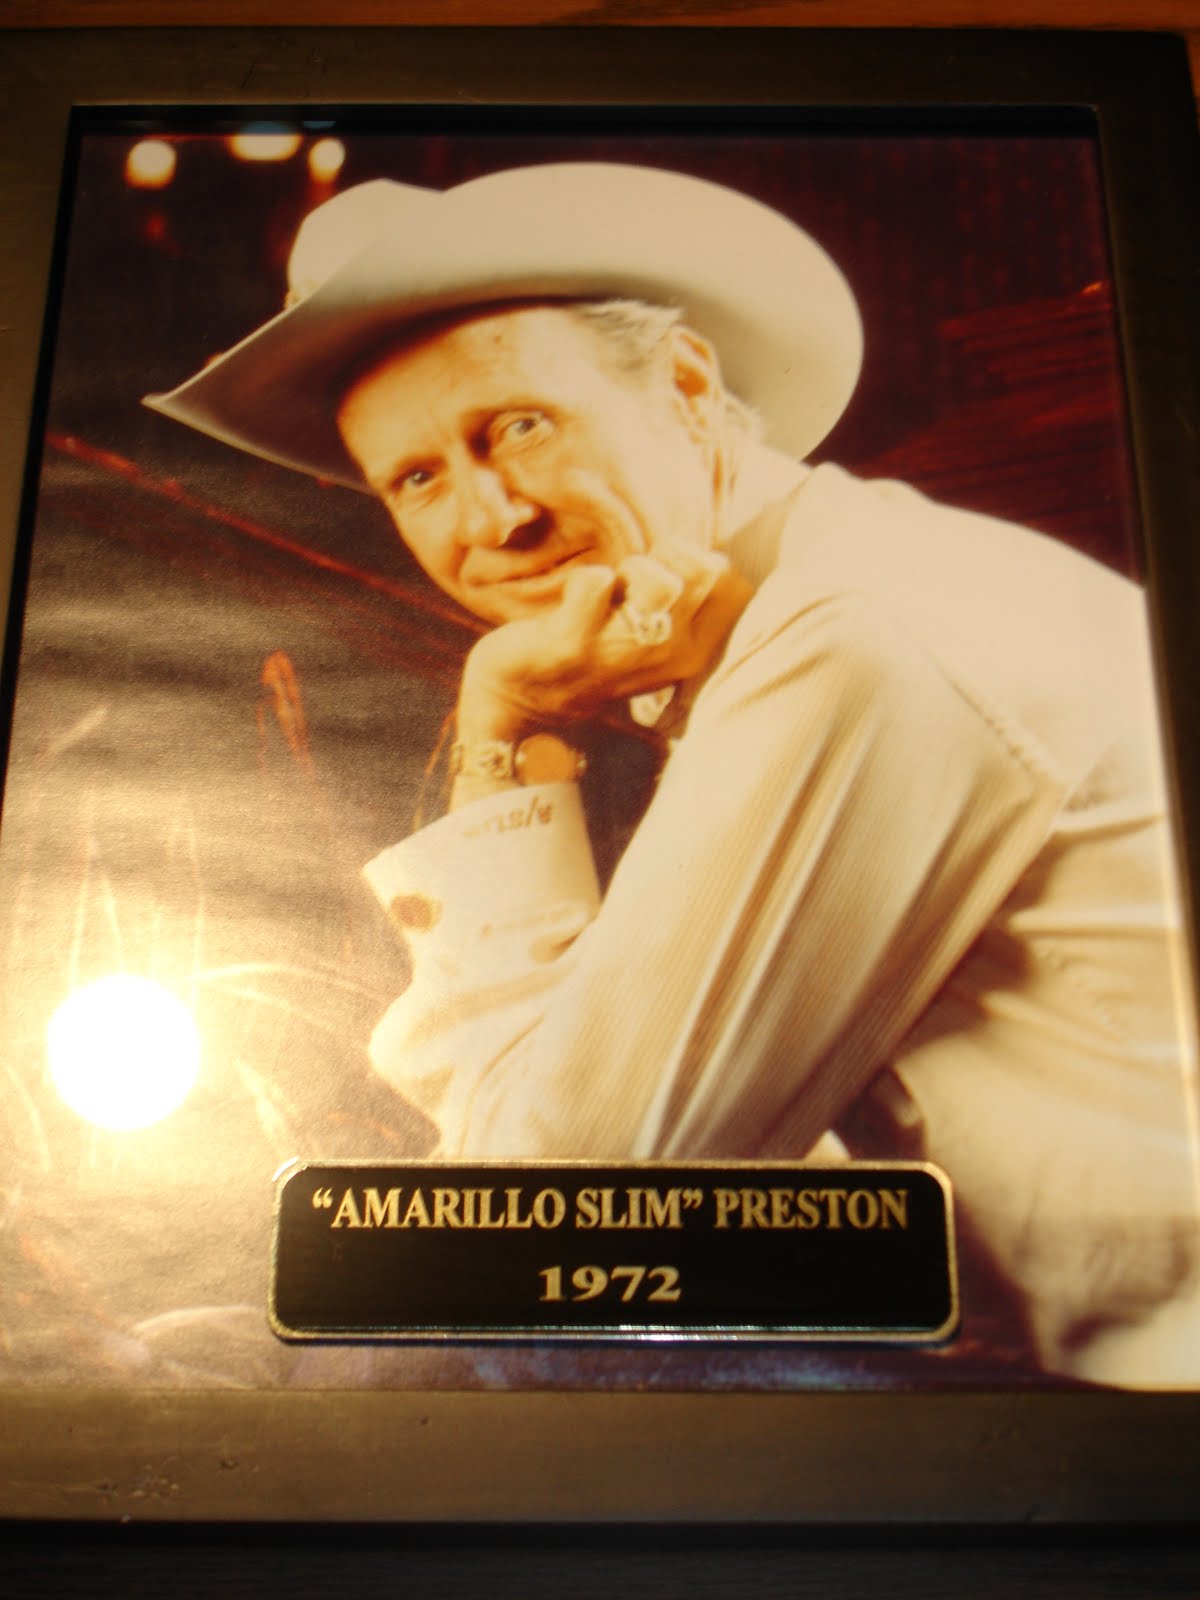 “AMARILLO SLIM” PRESTON
1972